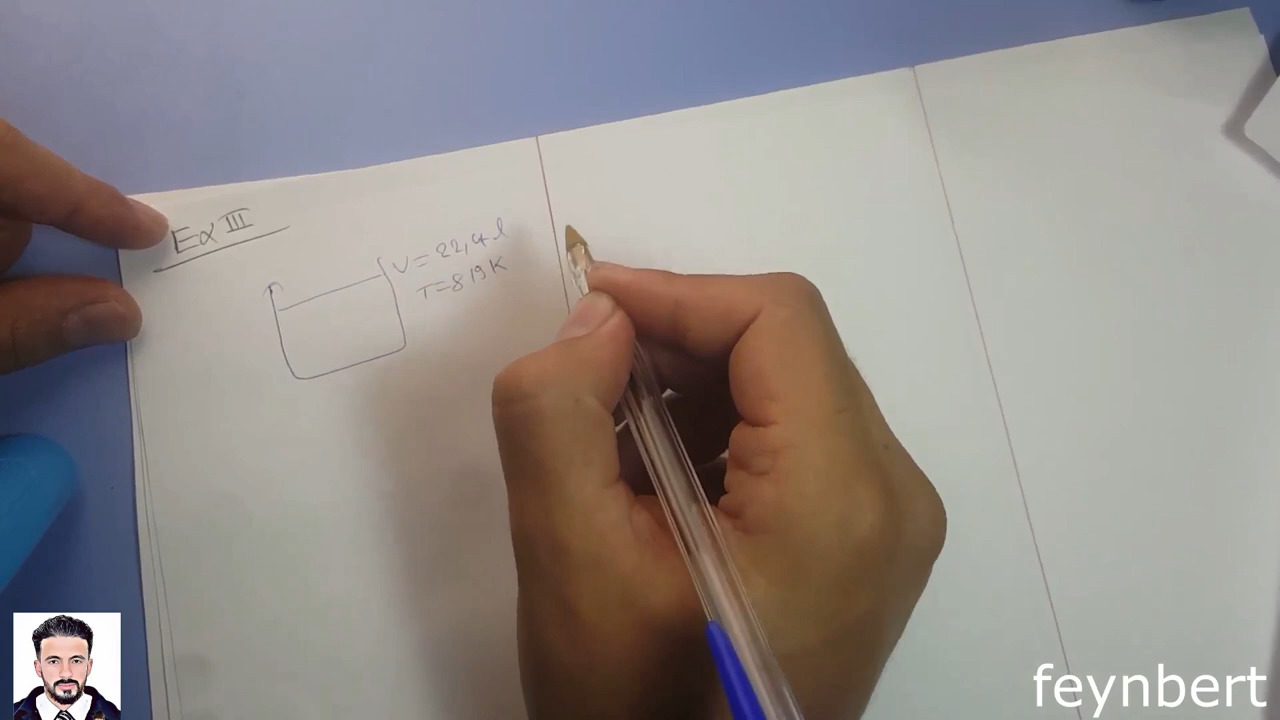 Ex III
V = 22,4 l
T = 819 K
feynbert